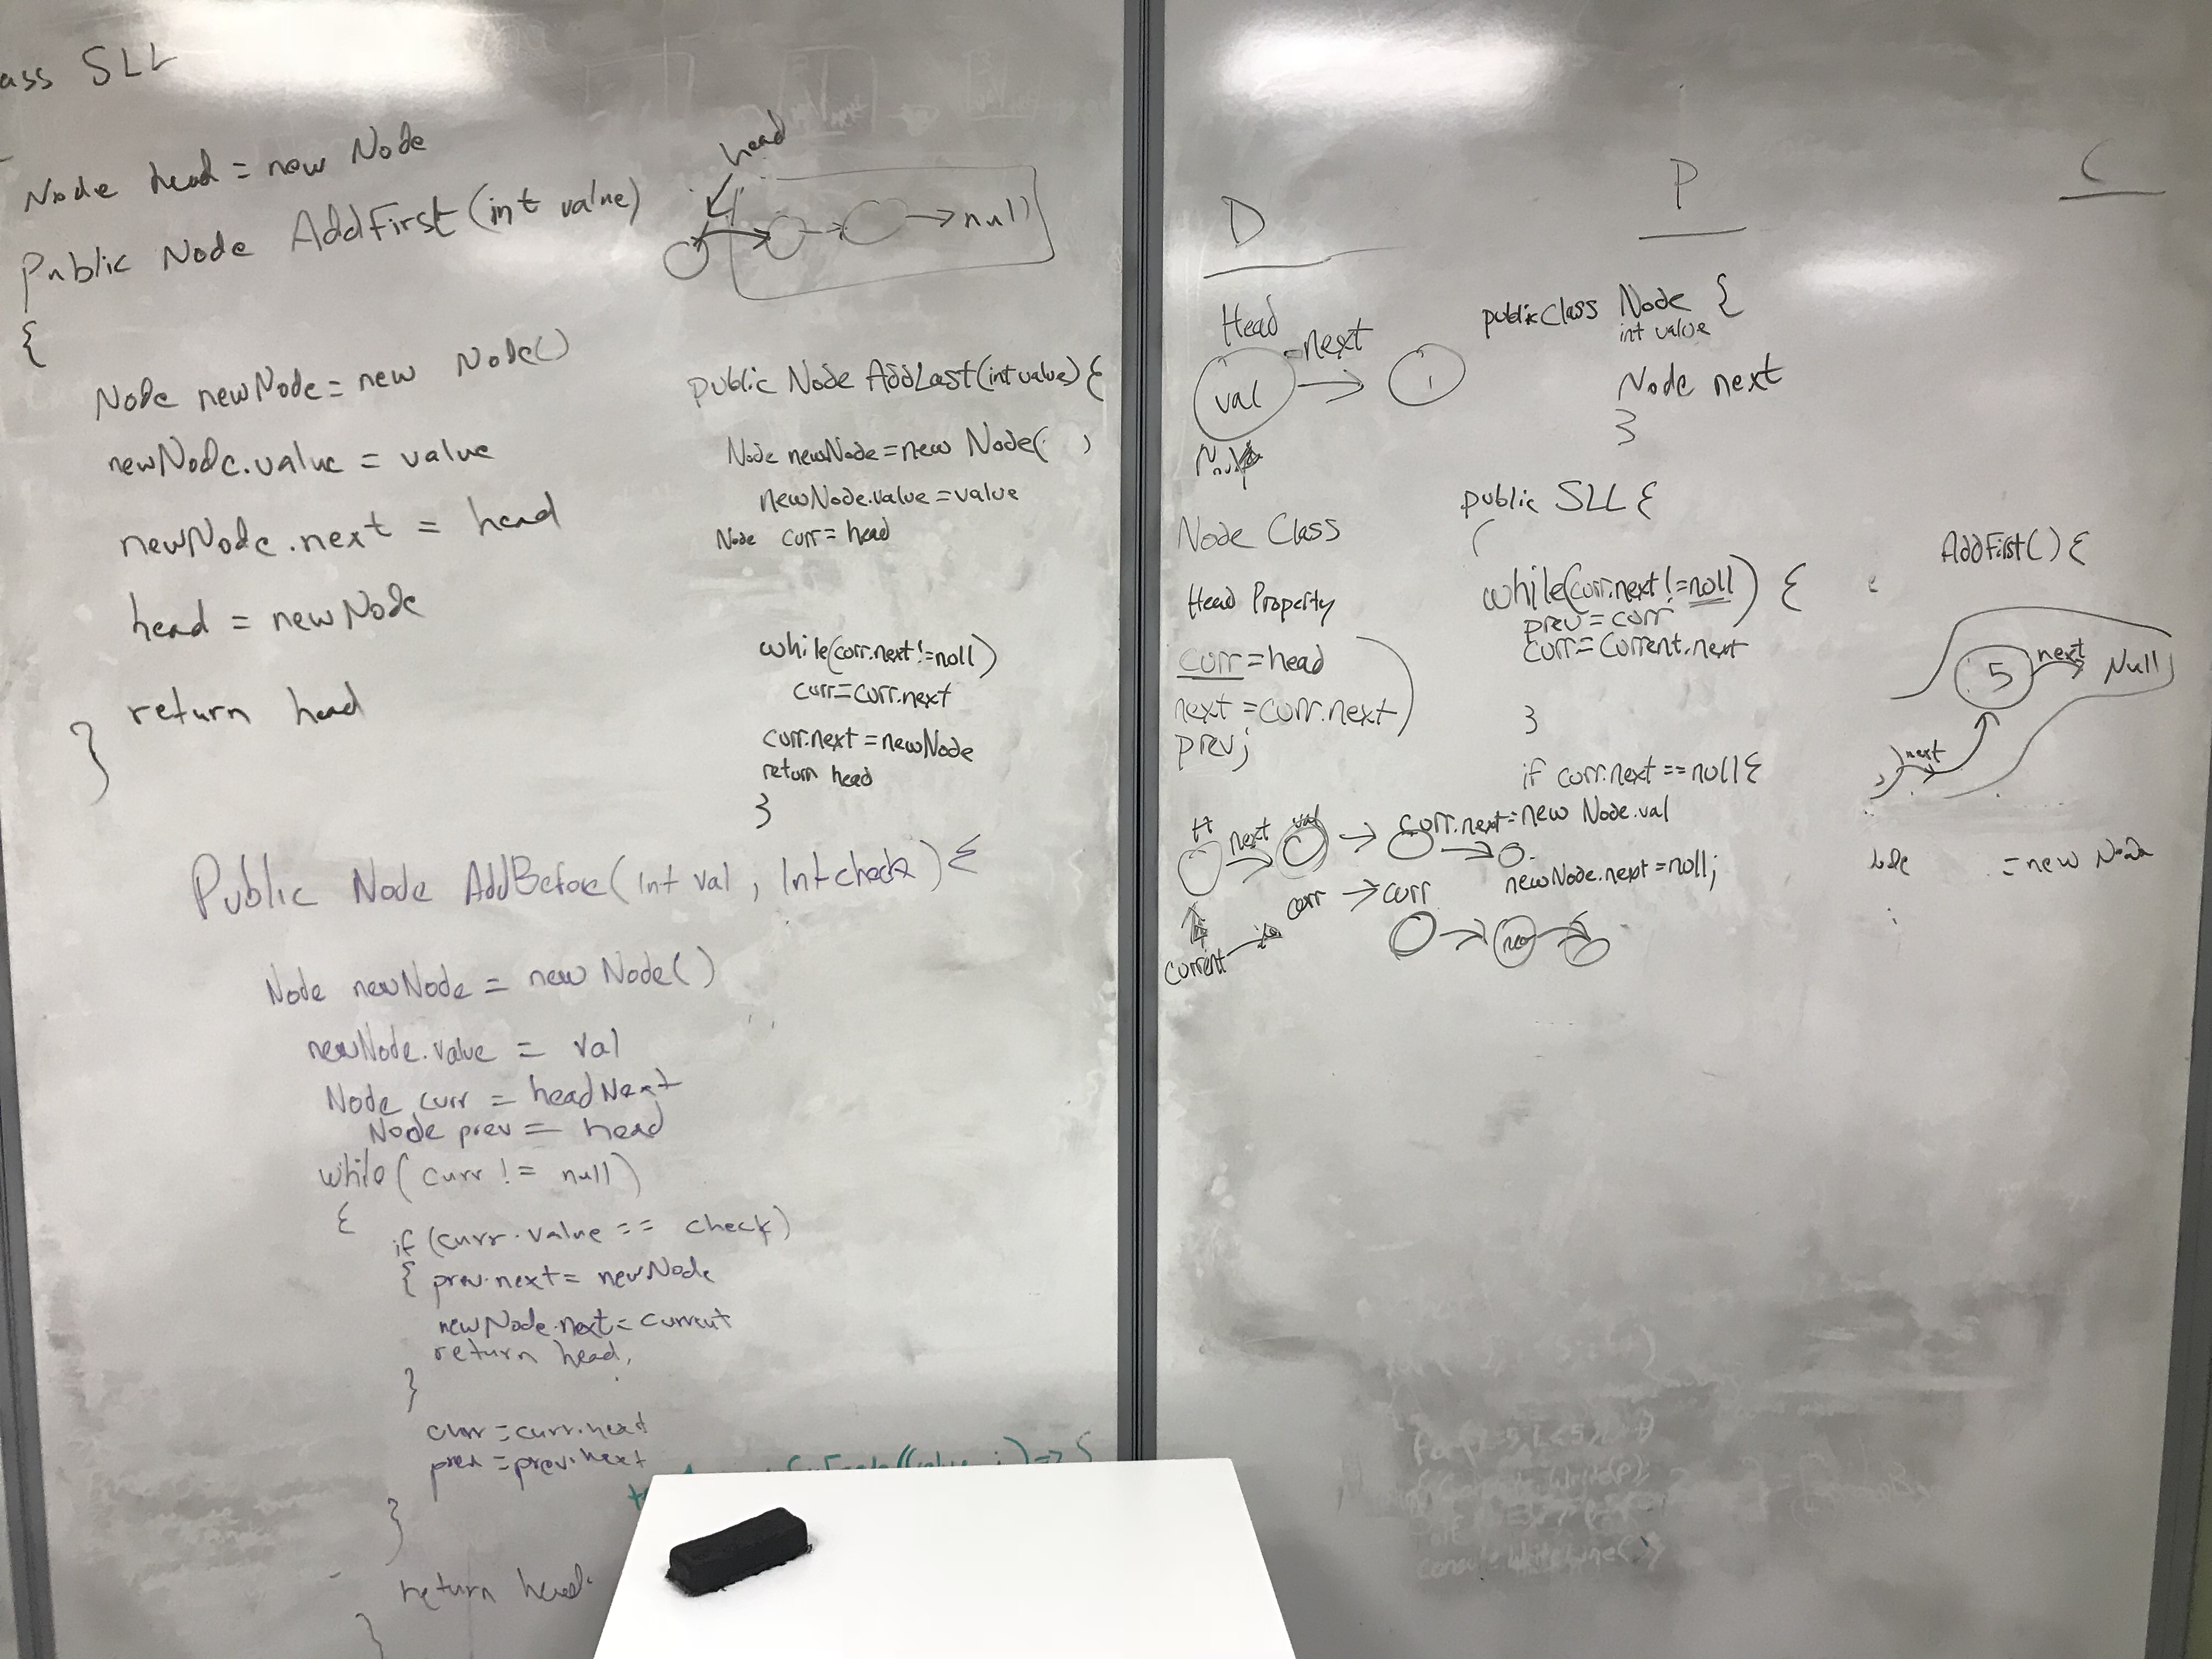 ass SLL
Node head = new Node
Public Node AddFirst(int value)
{
Node newNode = new Node()
newNode.value = value
newNode.next = head
head = newNode
return head
}
head
null
public Node AddLast(int value) {
Node newNode = new Node( )
newNode.value = value
Node curr = head
while(curr.next != null)
curr = curr.next
curr.next = newNode
return head
}
Public Node AddBefore(int val, Int check) {
Node newNode = new Node()
newNode.value = val
Node curr = headNext
Node prev = head
while(curr != null)
{
if (curr.value == check)
{ prev.next = newNode
newNode.next = current
return head;
}
curr = curr.next
prev = prev.next
}
return head
}
D
Head
next
val
1
Node Class
Head Property
curr = head
next = curr.next
prev;
H
next
val
curr
curr
current
P
public class Node {
int value
Node next
}
public SLL {
while(curr.next != null) {
prev = curr
curr = current.next
}
if curr.next == null {
curr.next = new Node.val
newNode.next = null;
new
C
AddFirst() {
5
next
Null
next
= new Node
console.WriteLine(